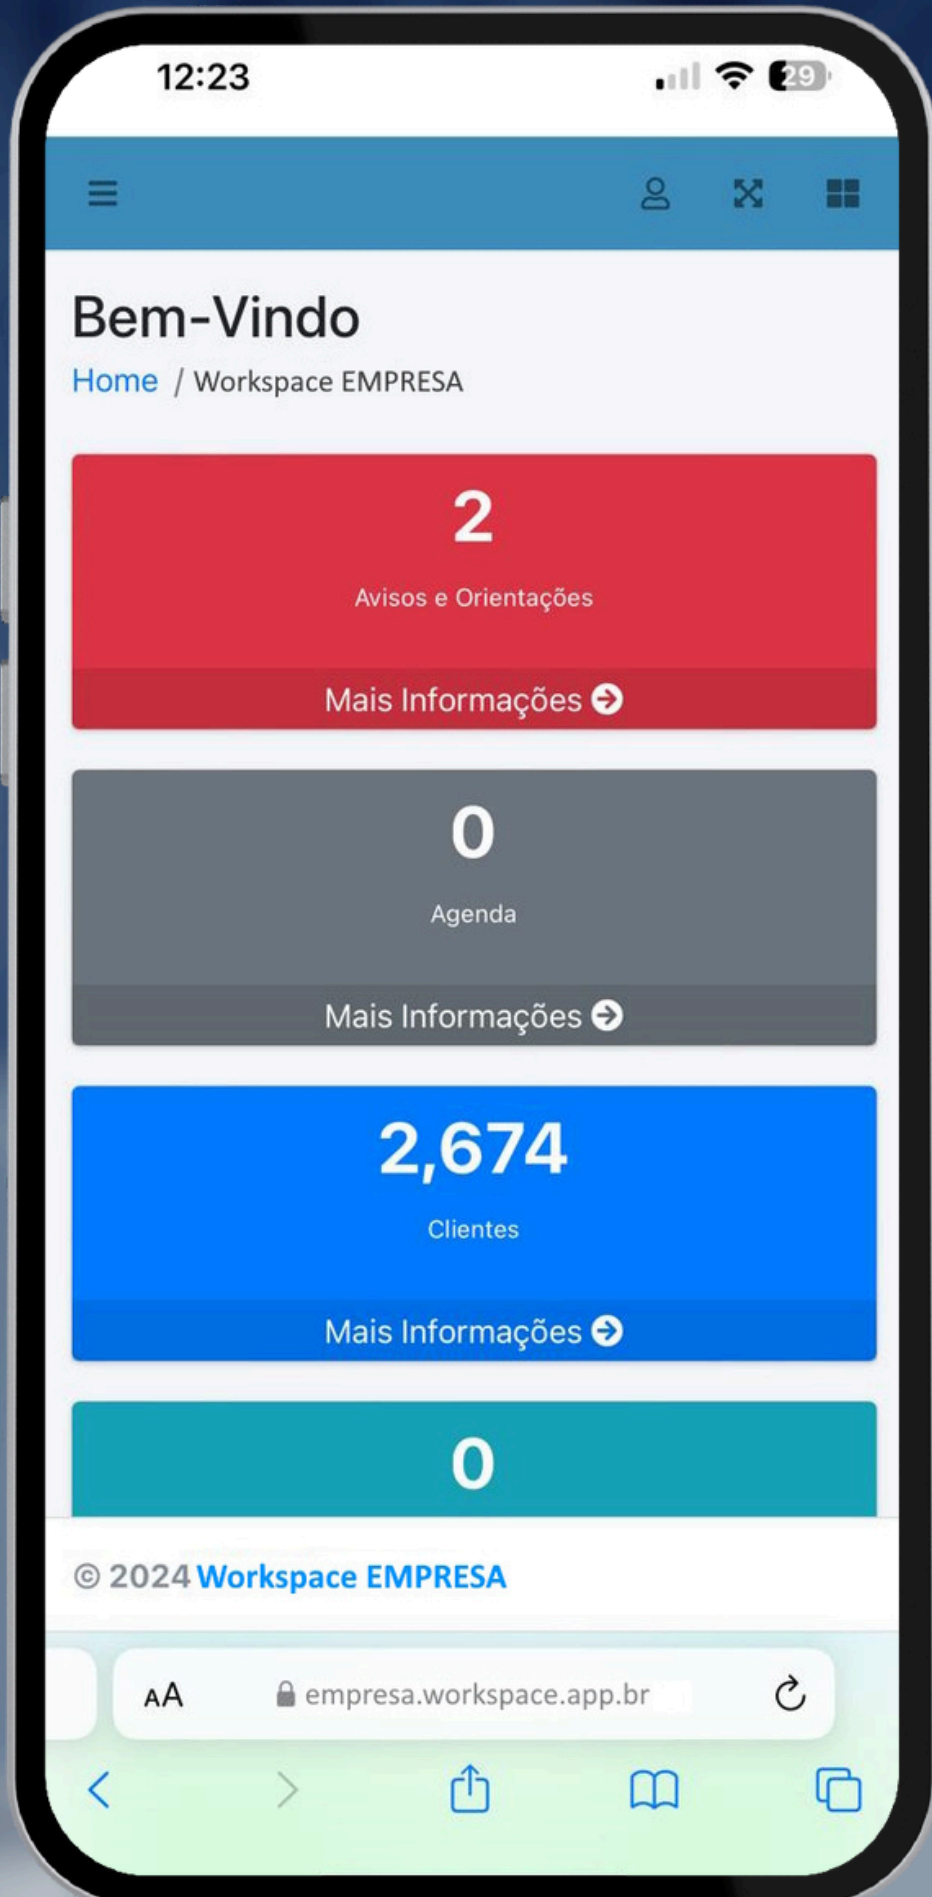 12:23
29
Bem-Vindo
Home / Workspace EMPRESA
2
Avisos e Orientações
Mais Informações
0
Agenda
Mais Informações
2,674
Clientes
Mais Informações
0
© 2024 Workspace EMPRESA
AA empresa.workspace.app.br